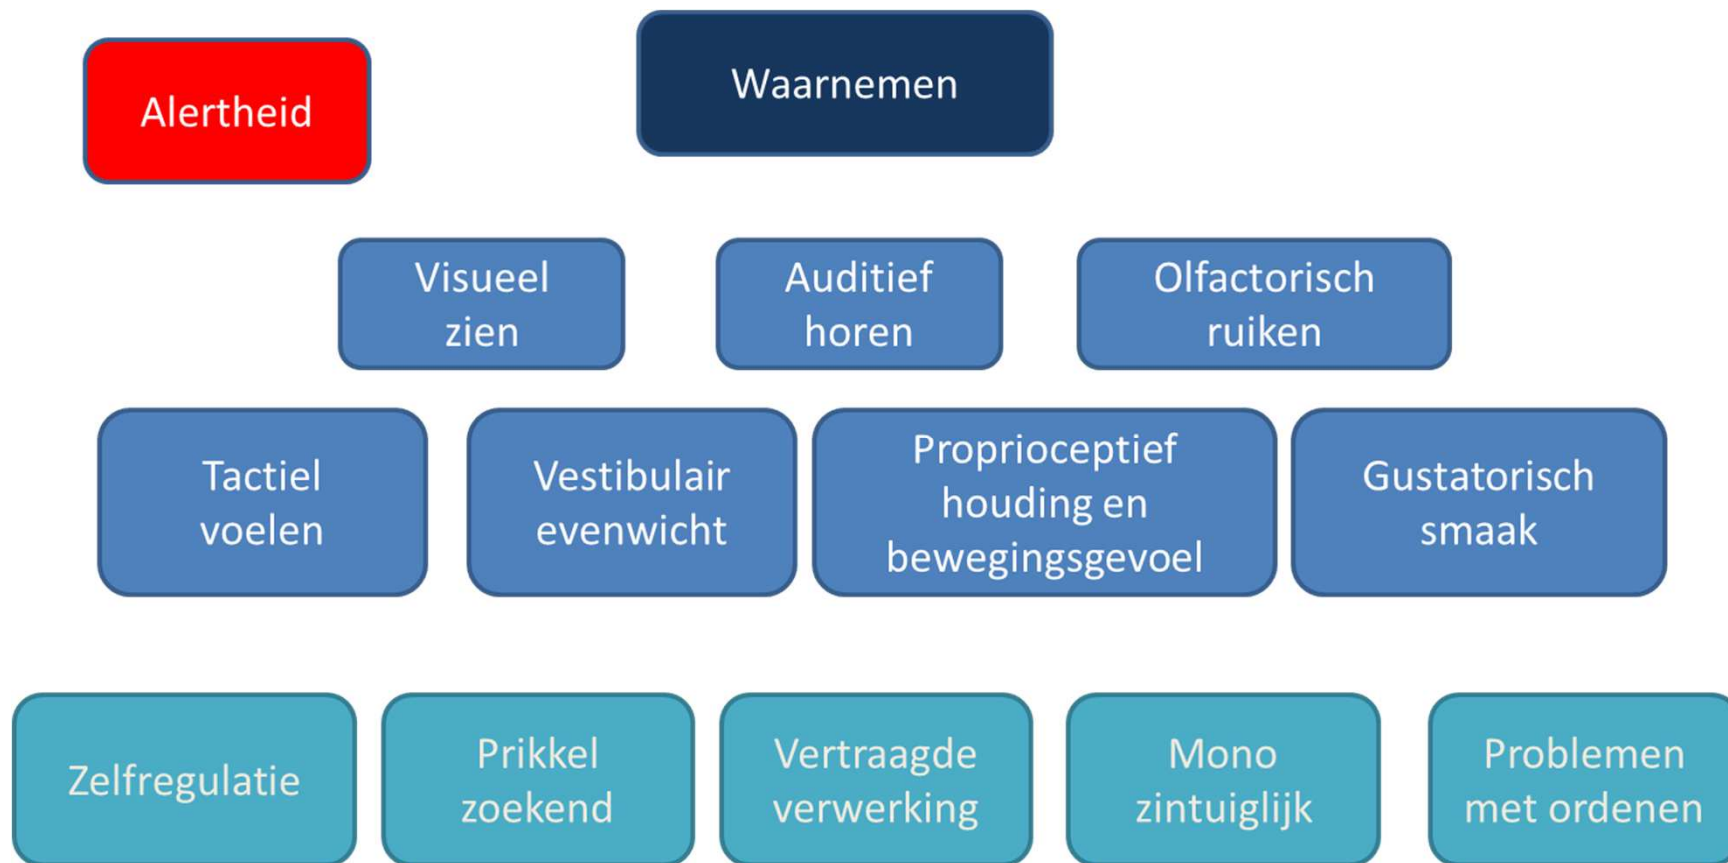 Alertheid
Waarnemen
Visueel
zien
Auditief
horen
Olfactorisch
ruiken
Tactiel
voelen
Vestibulair
evenwicht
Proprioceptief
houding en
bewegingsgevoel
Gustatorisch
smaak
Zelfregulatie
Prikkel
zoekend
Vertraagde
verwerking
Mono
zintuiglijk
Problemen
met ordenen